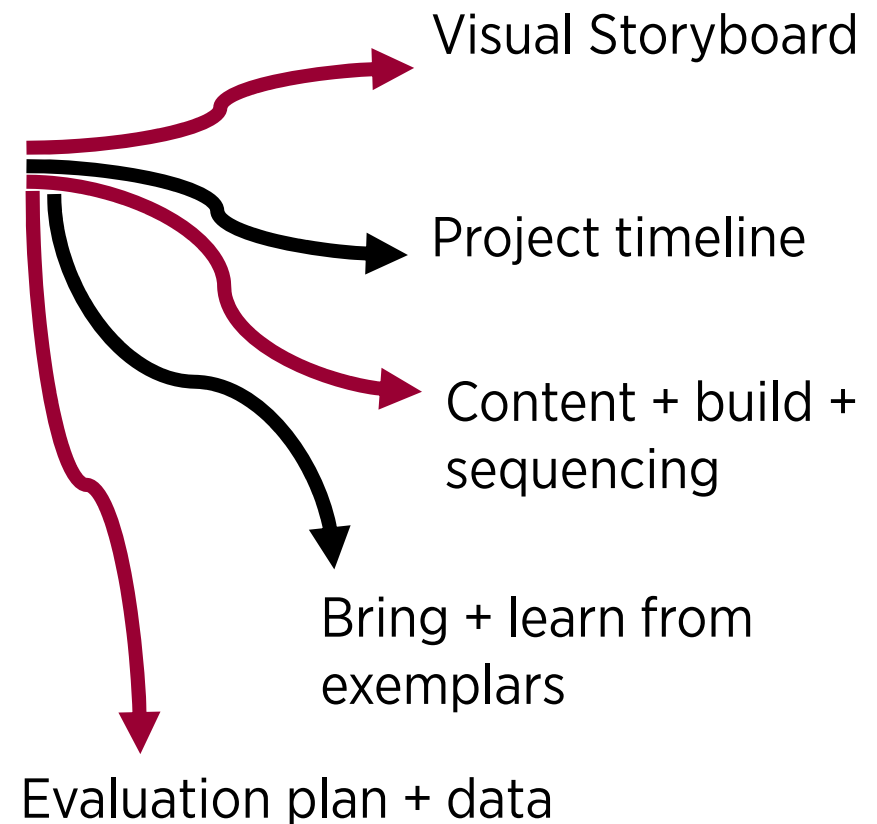 Visual Storyboard
Project timeline
Content + build +
sequencing
Bring + learn from
exemplars
Evaluation plan + data